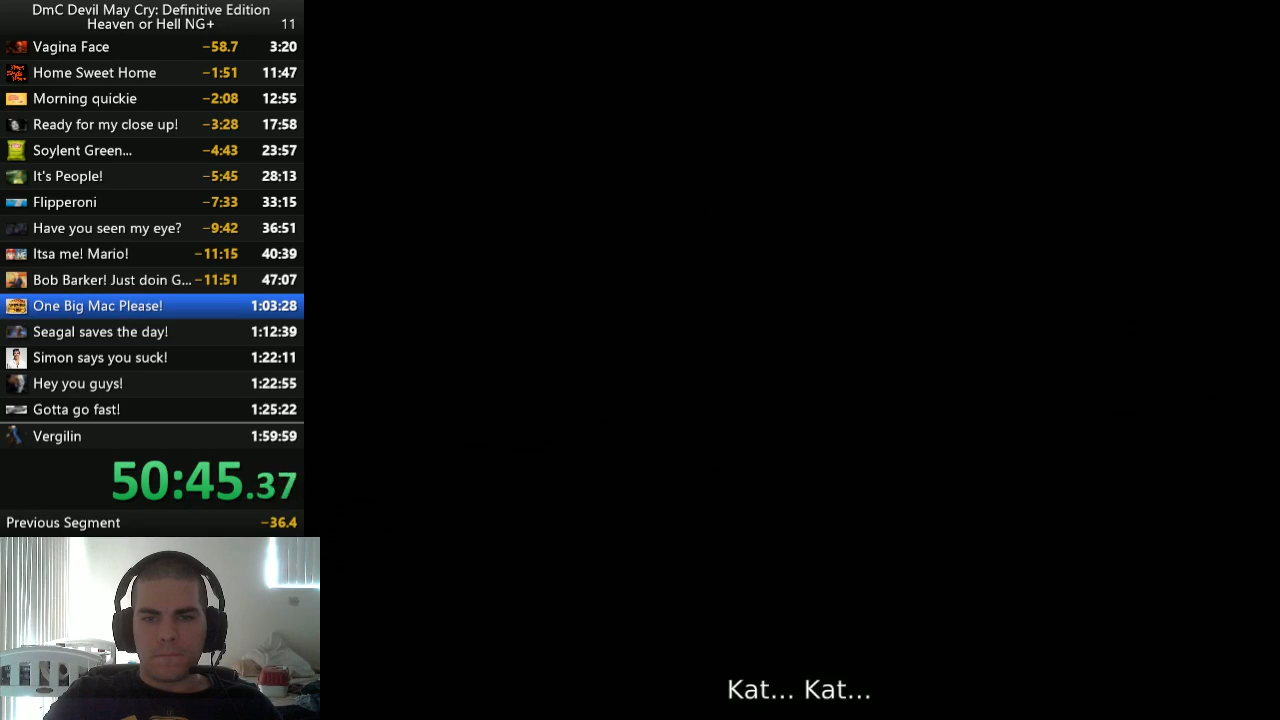 DmC Devil May Cry: Definitive Edition
Heaven or Hell NG+ 11
Vagina Face −58.7 3:20
Home Sweet Home −1:51 11:47
Morning quickie −2:08 12:55
Ready for my close up! −3:28 17:58
Soylent Green... −4:43 23:57
It's People! −5:45 28:13
Flipperoni −7:33 33:15
Have you seen my eye? −9:42 36:51
Itsa me! Mario! −11:15 40:39
Bob Barker! Just doin G... −11:51 47:07
One Big Mac Please! 1:03:28
Seagal saves the day! 1:12:39
Simon says you suck! 1:22:11
Hey you guys! 1:22:55
Gotta go fast! 1:25:22
Vergilin 1:59:59
50:45.37
Previous Segment −36.4
Kat... Kat...